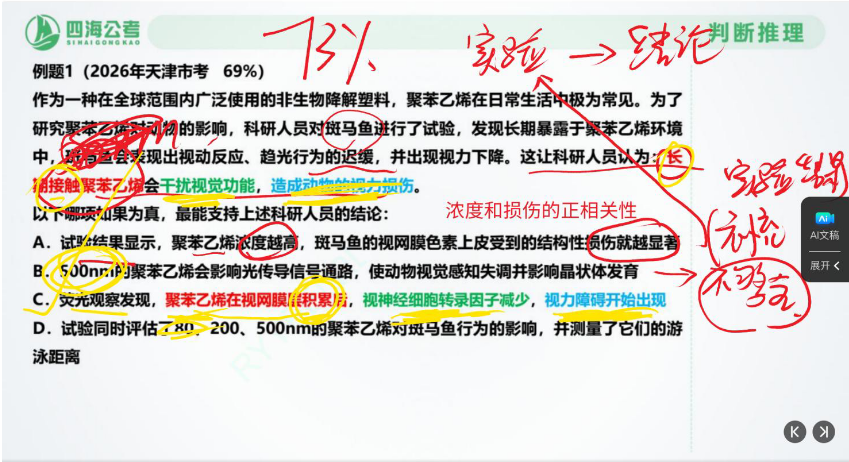 四海公考
SINAIGONGKAO
73%
实验 → 结论
判断推理
例题1（2026年天津市考 69%）
作为一种在全球范围内广泛使用的非生物降解塑料，聚苯乙烯在日常生活中极为常见。为了
研究聚苯乙烯对动物的影响，科研人员对斑马鱼进行了试验，发现长期暴露于聚苯乙烯环境
中，斑马鱼会表现出视动反应、趋光行为的迟缓，并出现视力下降。这让科研人员认为：长
期接触聚苯乙烯会干扰视觉功能，造成动物的视力损伤。
以下哪项如果为真，最能支持上述科研人员的结论：
浓度和损伤的正相关性
A．试验结果显示，聚苯乙烯浓度越高，斑马鱼的视网膜色素上皮受到的结构性损伤就越显著
B．500nm的聚苯乙烯会影响光传导信号通路，使动物视觉感知失调并影响晶状体发育
C．荧光观察发现，聚苯乙烯在视网膜层积累后，视神经细胞转录因子减少，视力障碍开始出现
D．试验同时评估了80、200、500nm的聚苯乙烯对斑马鱼行为的影响，并测量了它们的游
泳距离
实验
AI文稿
展开